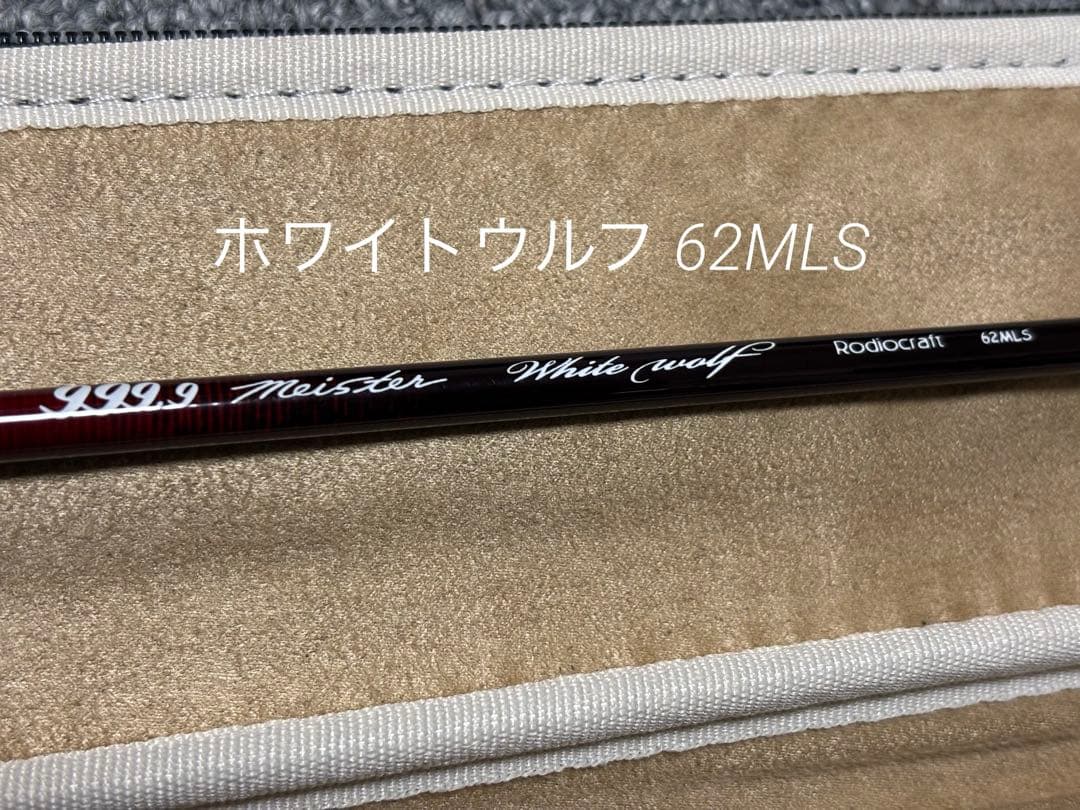 ホワイトウルフ 62MLS
999.9 meister White wolf Rodiocraft 62MLS